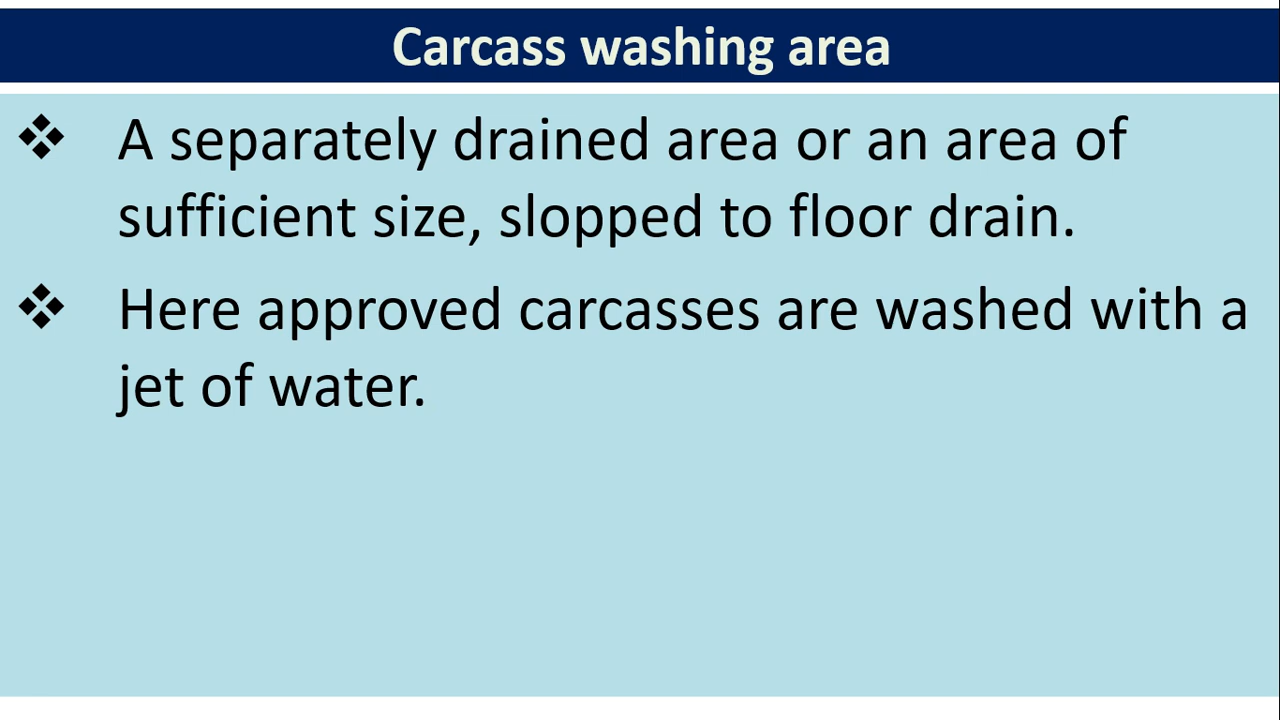 Carcass washing area
❖ A separately drained area or an area of
sufficient size, slopped to floor drain.
❖ Here approved carcasses are washed with a
jet of water.